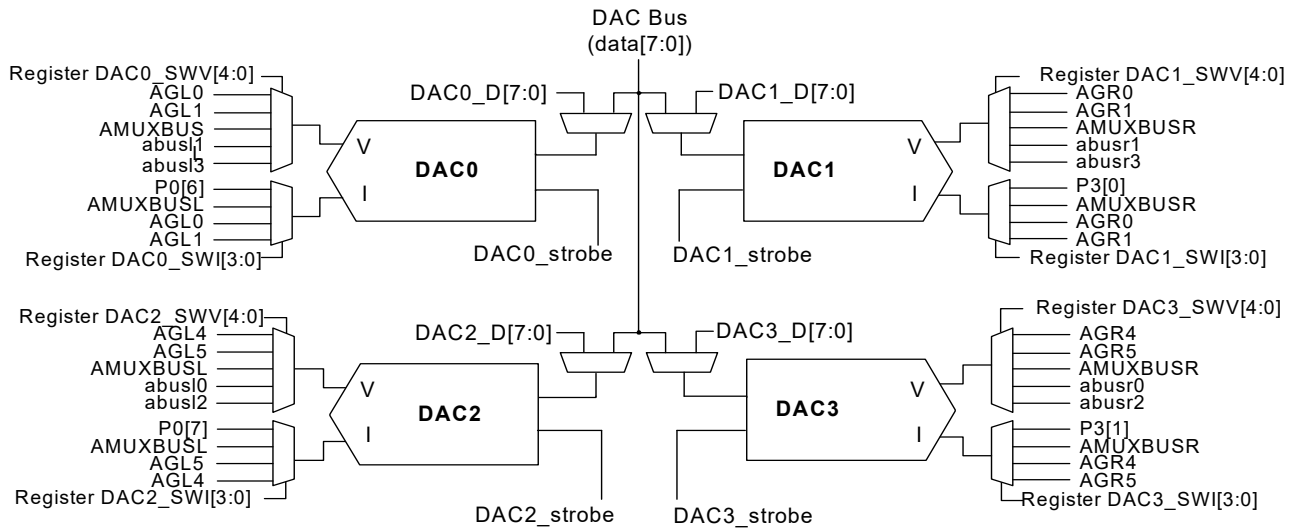 DAC Bus
(data[7:0])
Register DAC0_SWV[4:0]
AGL0
AGL1
AMUXBUS
abusl1
abusl3
P0[6]
AMUXBUSL
AGL0
AGL1
Register DAC0_SWI[3:0]
DAC0_D[7:0]
V
DAC0
I
DAC0_strobe
DAC1_D[7:0]
DAC1
V
I
DAC1_strobe
Register DAC1_SWV[4:0]
AGR0
AGR1
AMUXBUSR
abusr1
abusr3
P3[0]
AMUXBUSR
AGR0
AGR1
Register DAC1_SWI[3:0]
Register DAC2_SWV[4:0]
AGL4
AGL5
AMUXBUSL
abusl0
abusl2
P0[7]
AMUXBUSL
AGL5
AGL4
Register DAC2_SWI[3:0]
DAC2_D[7:0]
V
DAC2
I
DAC2_strobe
DAC3_D[7:0]
DAC3
V
I
DAC3_strobe
Register DAC3_SWV[4:0]
AGR4
AGR5
AMUXBUSR
abusr0
abusr2
P3[1]
AMUXBUSR
AGR4
AGR5
Register DAC3_SWI[3:0]